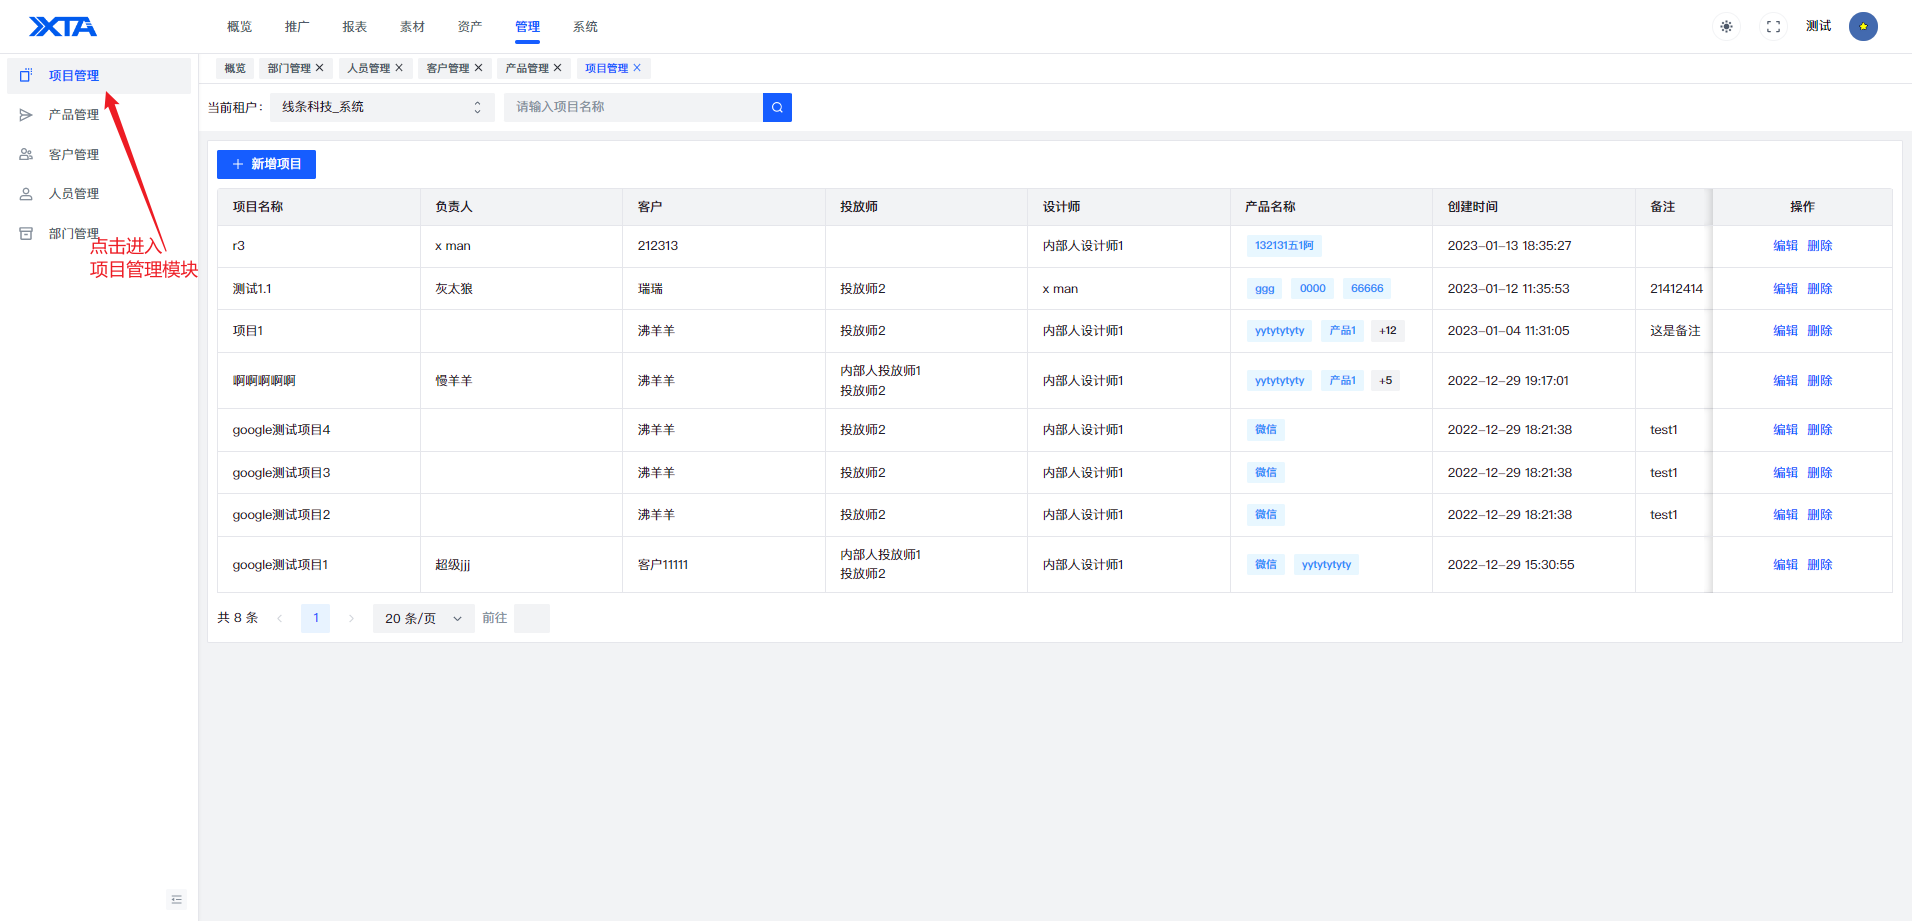 XTA
概览 推广 报表 素材 资产 管理 系统 测试
项目管理
产品管理
客户管理
人员管理
部门管理
点击进入
项目管理模块
概览 部门管理 人员管理 客户管理 产品管理 项目管理
当前租户: 线条科技_系统 请输入项目名称
新增项目
项目名称 负责人 客户 投放师 设计师 产品名称 创建时间 备注 操作
r3 x man 212313 内部人设计师1 132131五1阿 2023-01-13 18:35:27 编辑 删除
测试1.1 灰太狼 瑞瑞 投放师2 x man ggg 0000 66666 2023-01-12 11:35:53 21412414 编辑 删除
项目1 沸羊羊 投放师2 内部人设计师1 yytytytyty 产品1 +12 2023-01-04 11:31:05 这是备注 编辑 删除
啊啊啊啊啊 慢羊羊 沸羊羊 内部人投放师1 投放师2 内部人设计师1 yytytytyty 产品1 +5 2022-12-29 19:17:01 编辑 删除
google测试项目4 沸羊羊 投放师2 内部人设计师1 微信 2022-12-29 18:21:38 test1 编辑 删除
google测试项目3 沸羊羊 投放师2 内部人设计师1 微信 2022-12-29 18:21:38 test1 编辑 删除
google测试项目2 沸羊羊 投放师2 内部人设计师1 微信 2022-12-29 18:21:38 test1 编辑 删除
google测试项目1 超级jjj 客户11111 内部人投放师1 投放师2 内部人设计师1 微信 yytytytyty 2022-12-29 15:30:55 编辑 删除
共 8 条 1 20 条/页 前往